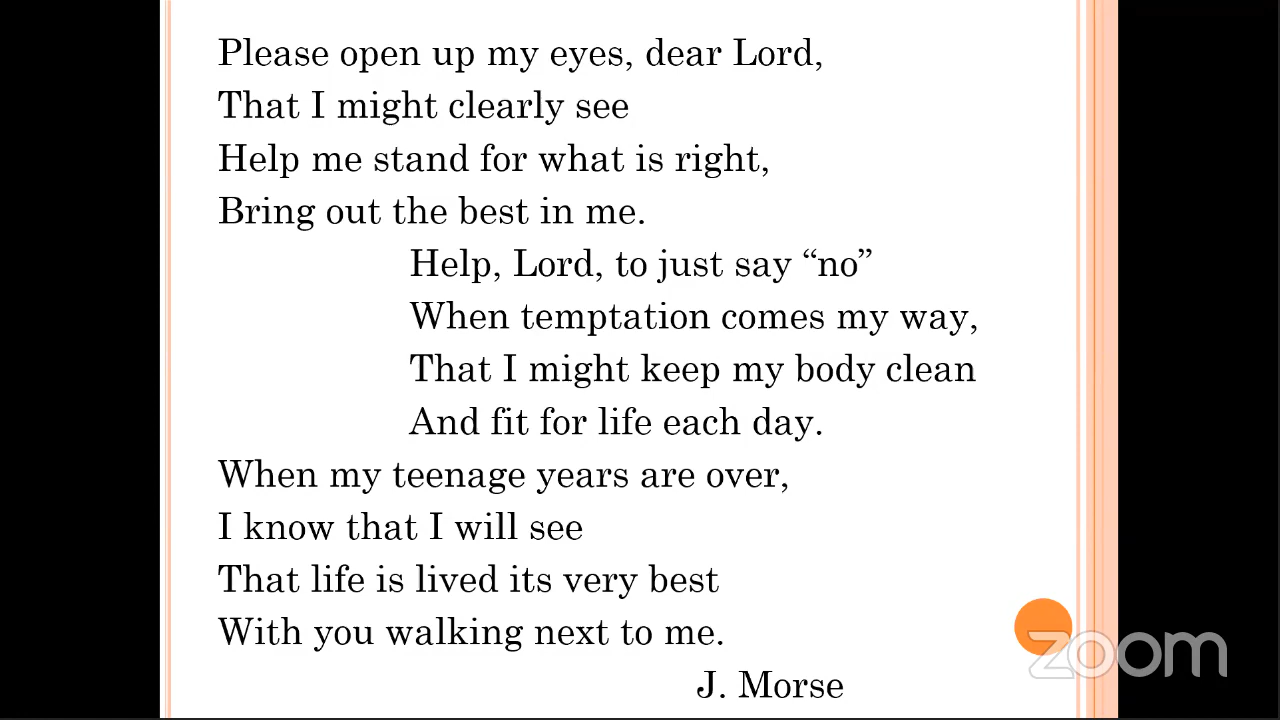 Please open up my eyes, dear Lord,
That I might clearly see
Help me stand for what is right,
Bring out the best in me.
Help, Lord, to just say “no”
When temptation comes my way,
That I might keep my body clean
And fit for life each day.
When my teenage years are over,
I know that I will see
That life is lived its very best
With you walking next to me.
J. Morse
zoom